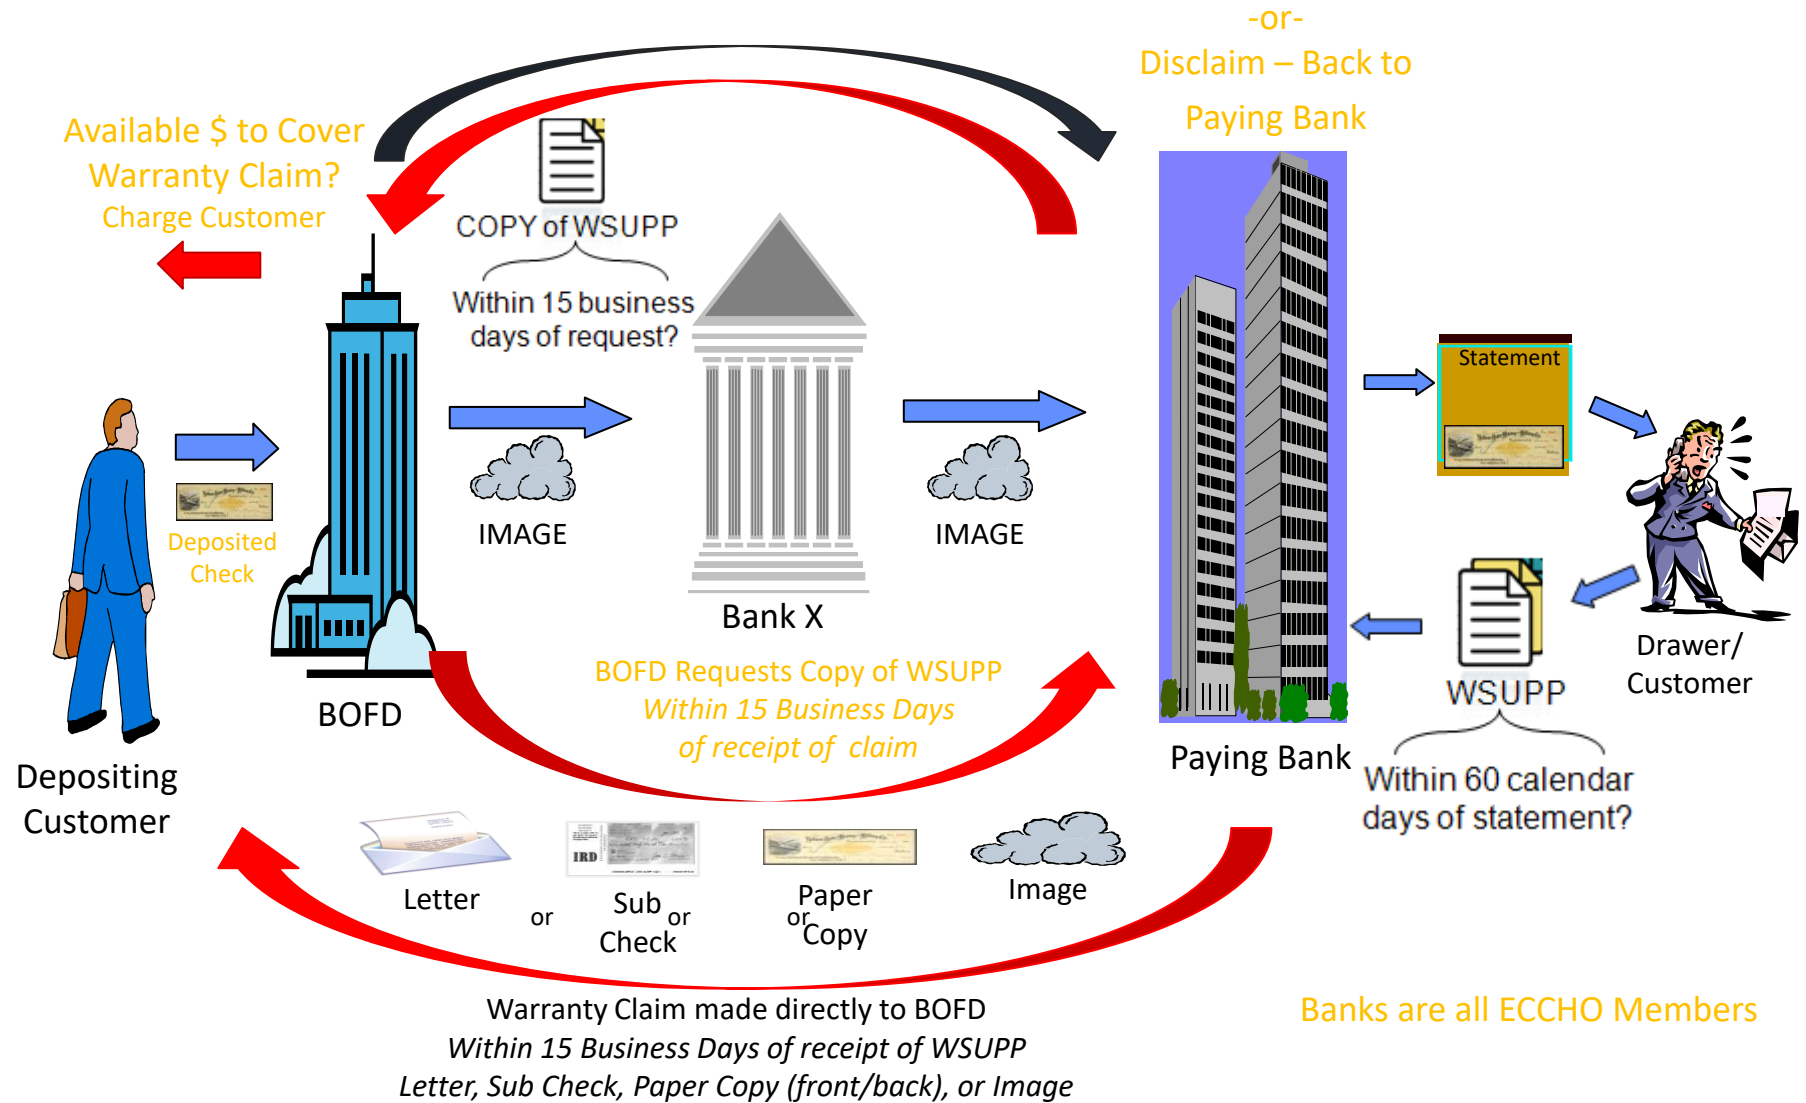 -or-
Disclaim – Back to
Paying Bank
Available $ to Cover
Warranty Claim?
Charge Customer
COPY of WSUPP
Within 15 business
days of request?
Statement
Deposited
Check
IMAGE
IMAGE
Bank X
BOFD
BOFD Requests Copy of WSUPP
Within 15 Business Days
of receipt of claim
Paying Bank
WSUPP
Within 60 calendar
days of statement?
Drawer/
Customer
Depositing
Customer
Letter
or
IRD
Sub
Check
or
Paper
Copy
or
Image
Warranty Claim made directly to BOFD
Within 15 Business Days of receipt of WSUPP
Letter, Sub Check, Paper Copy (front/back), or Image
Banks are all ECCHO Members